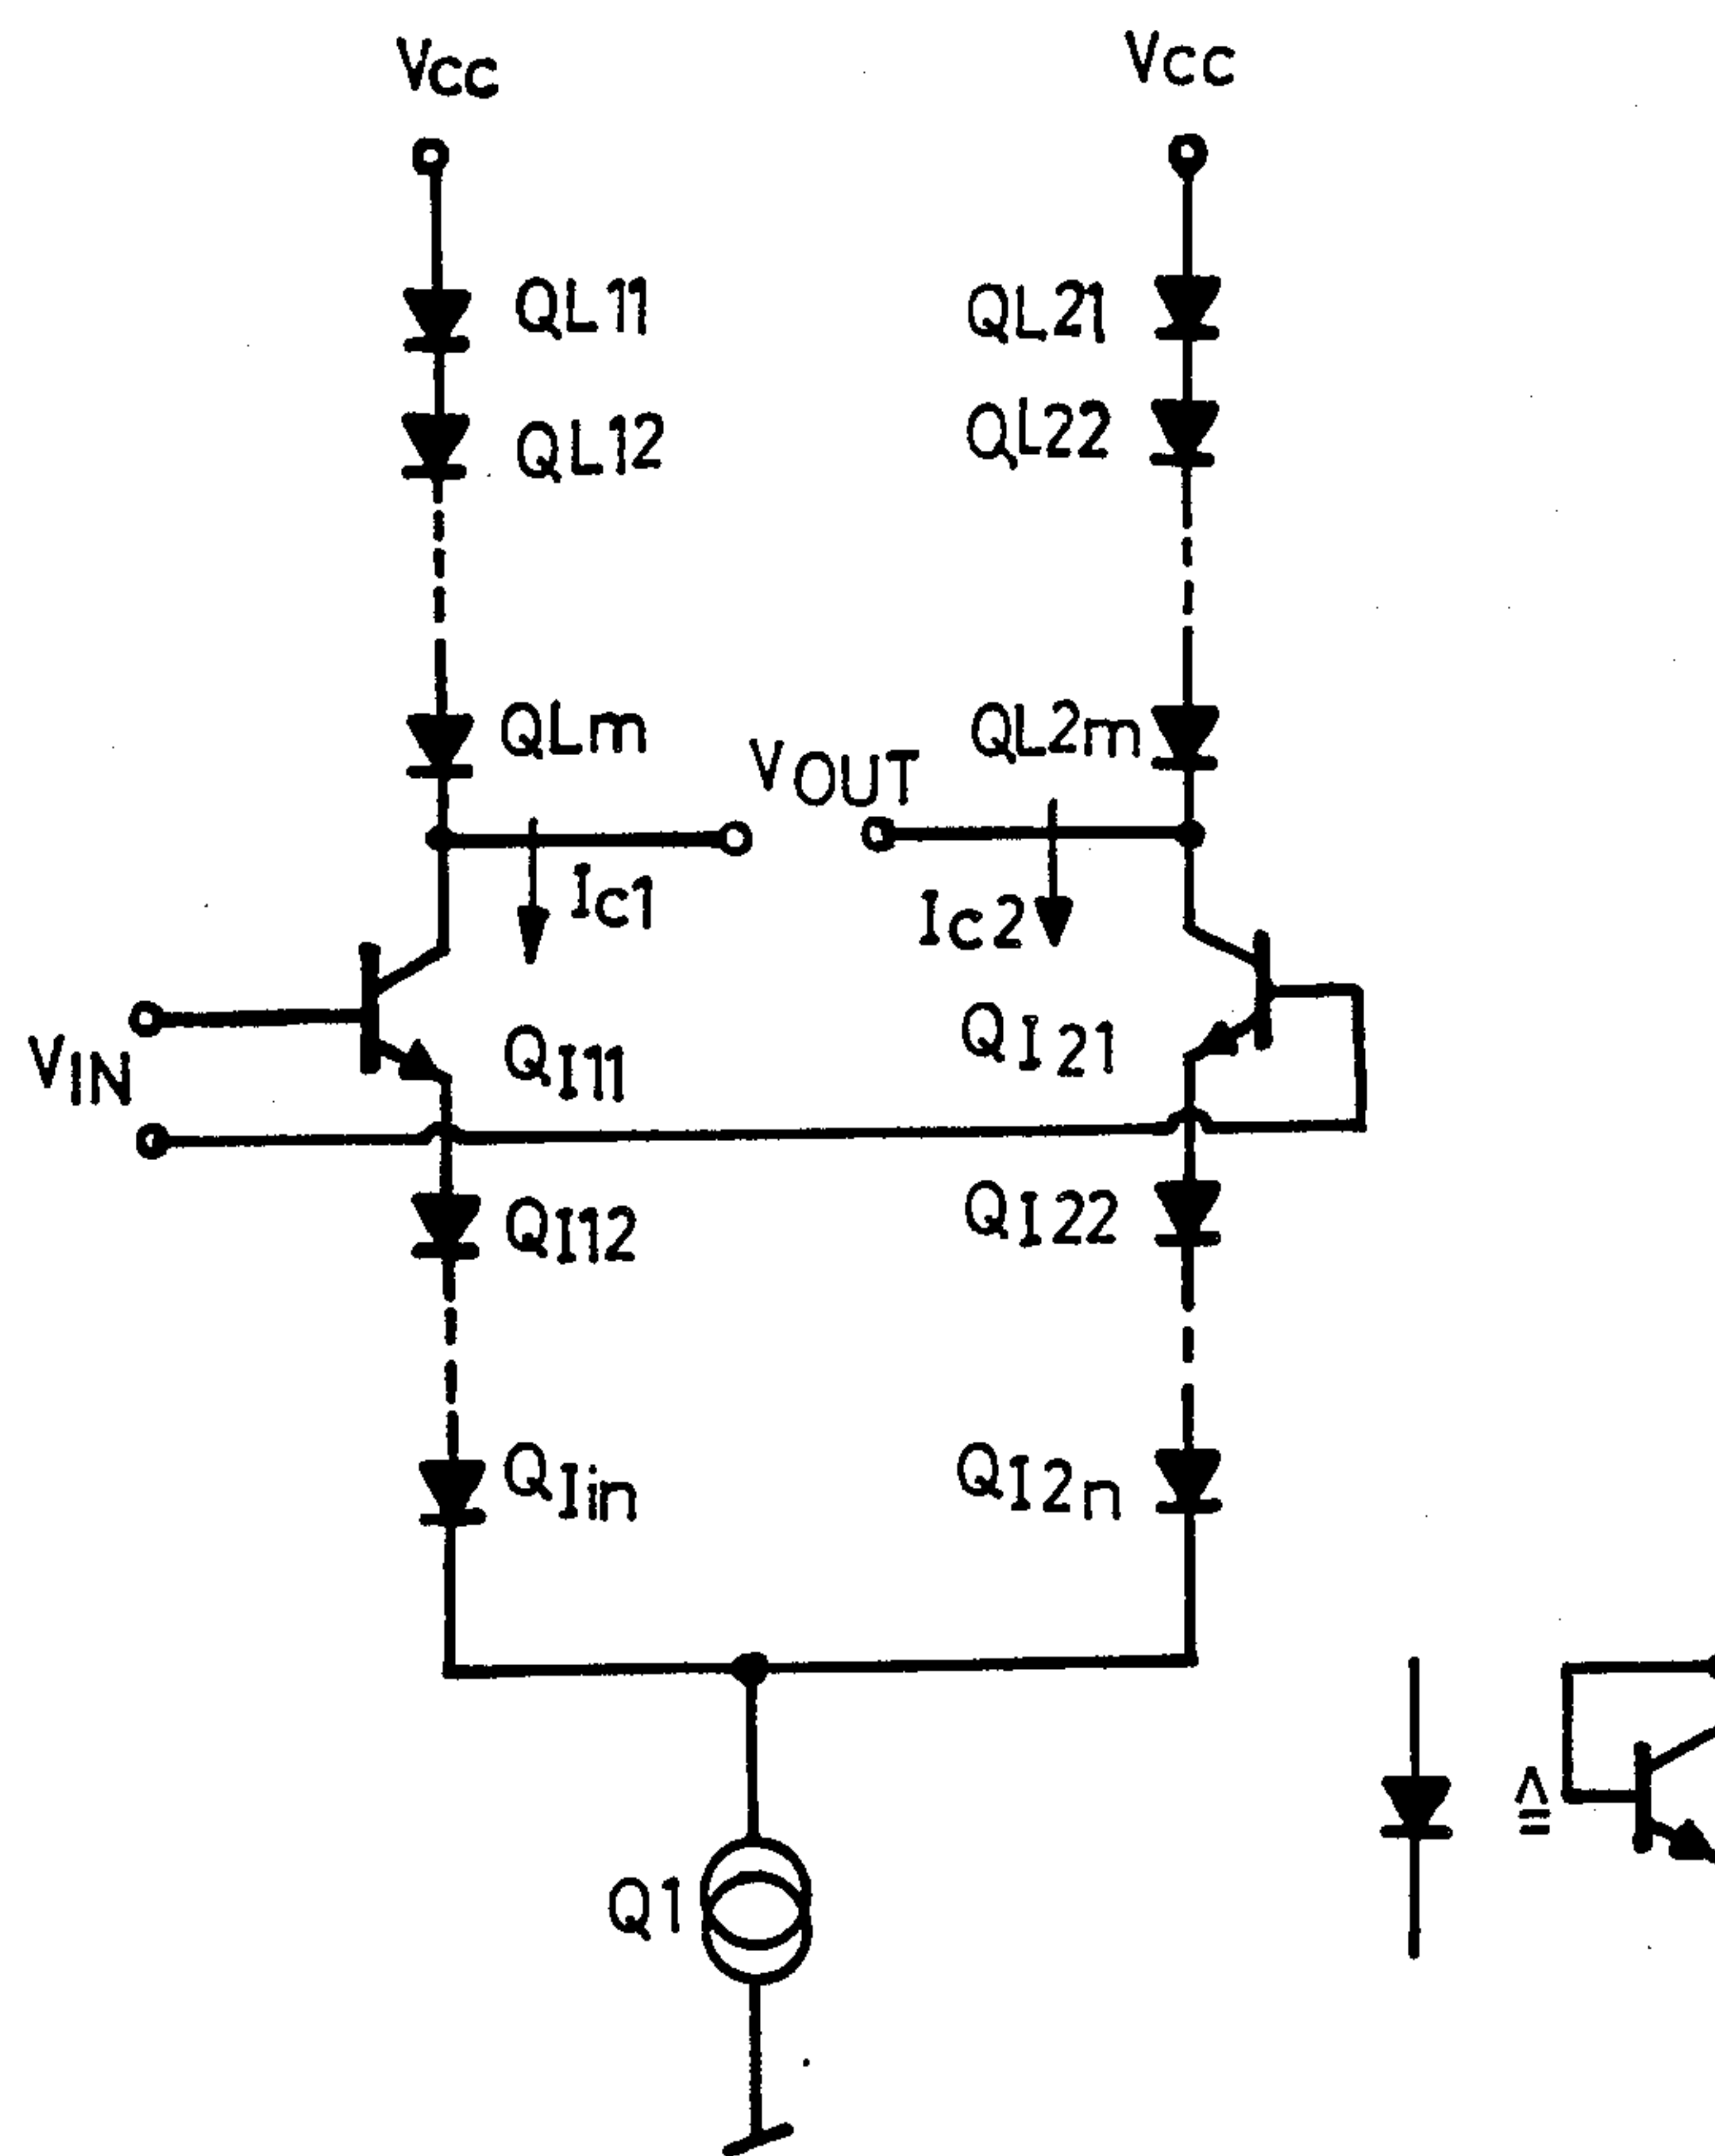 Vcc Vcc
QL11 QL21
QL12 QL22
QLm QL2m
VOUT
Ic1 Ic2
VIN
QI11 QI21
QI12 QI22
QIin QI2n
Q1
≙